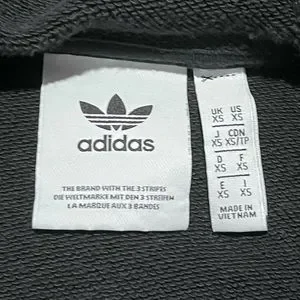 adidas
THE BRAND WITH THE 3 STRIPES
DIE WELTMARKE MIT DEN 3 STREIFEN
LA MARQUE AUX 3 BANDES
UK US
XS XS
J CDN
XS XS/TP
D F
XS XS
E I
XS XS
MADE IN
VIETNAM